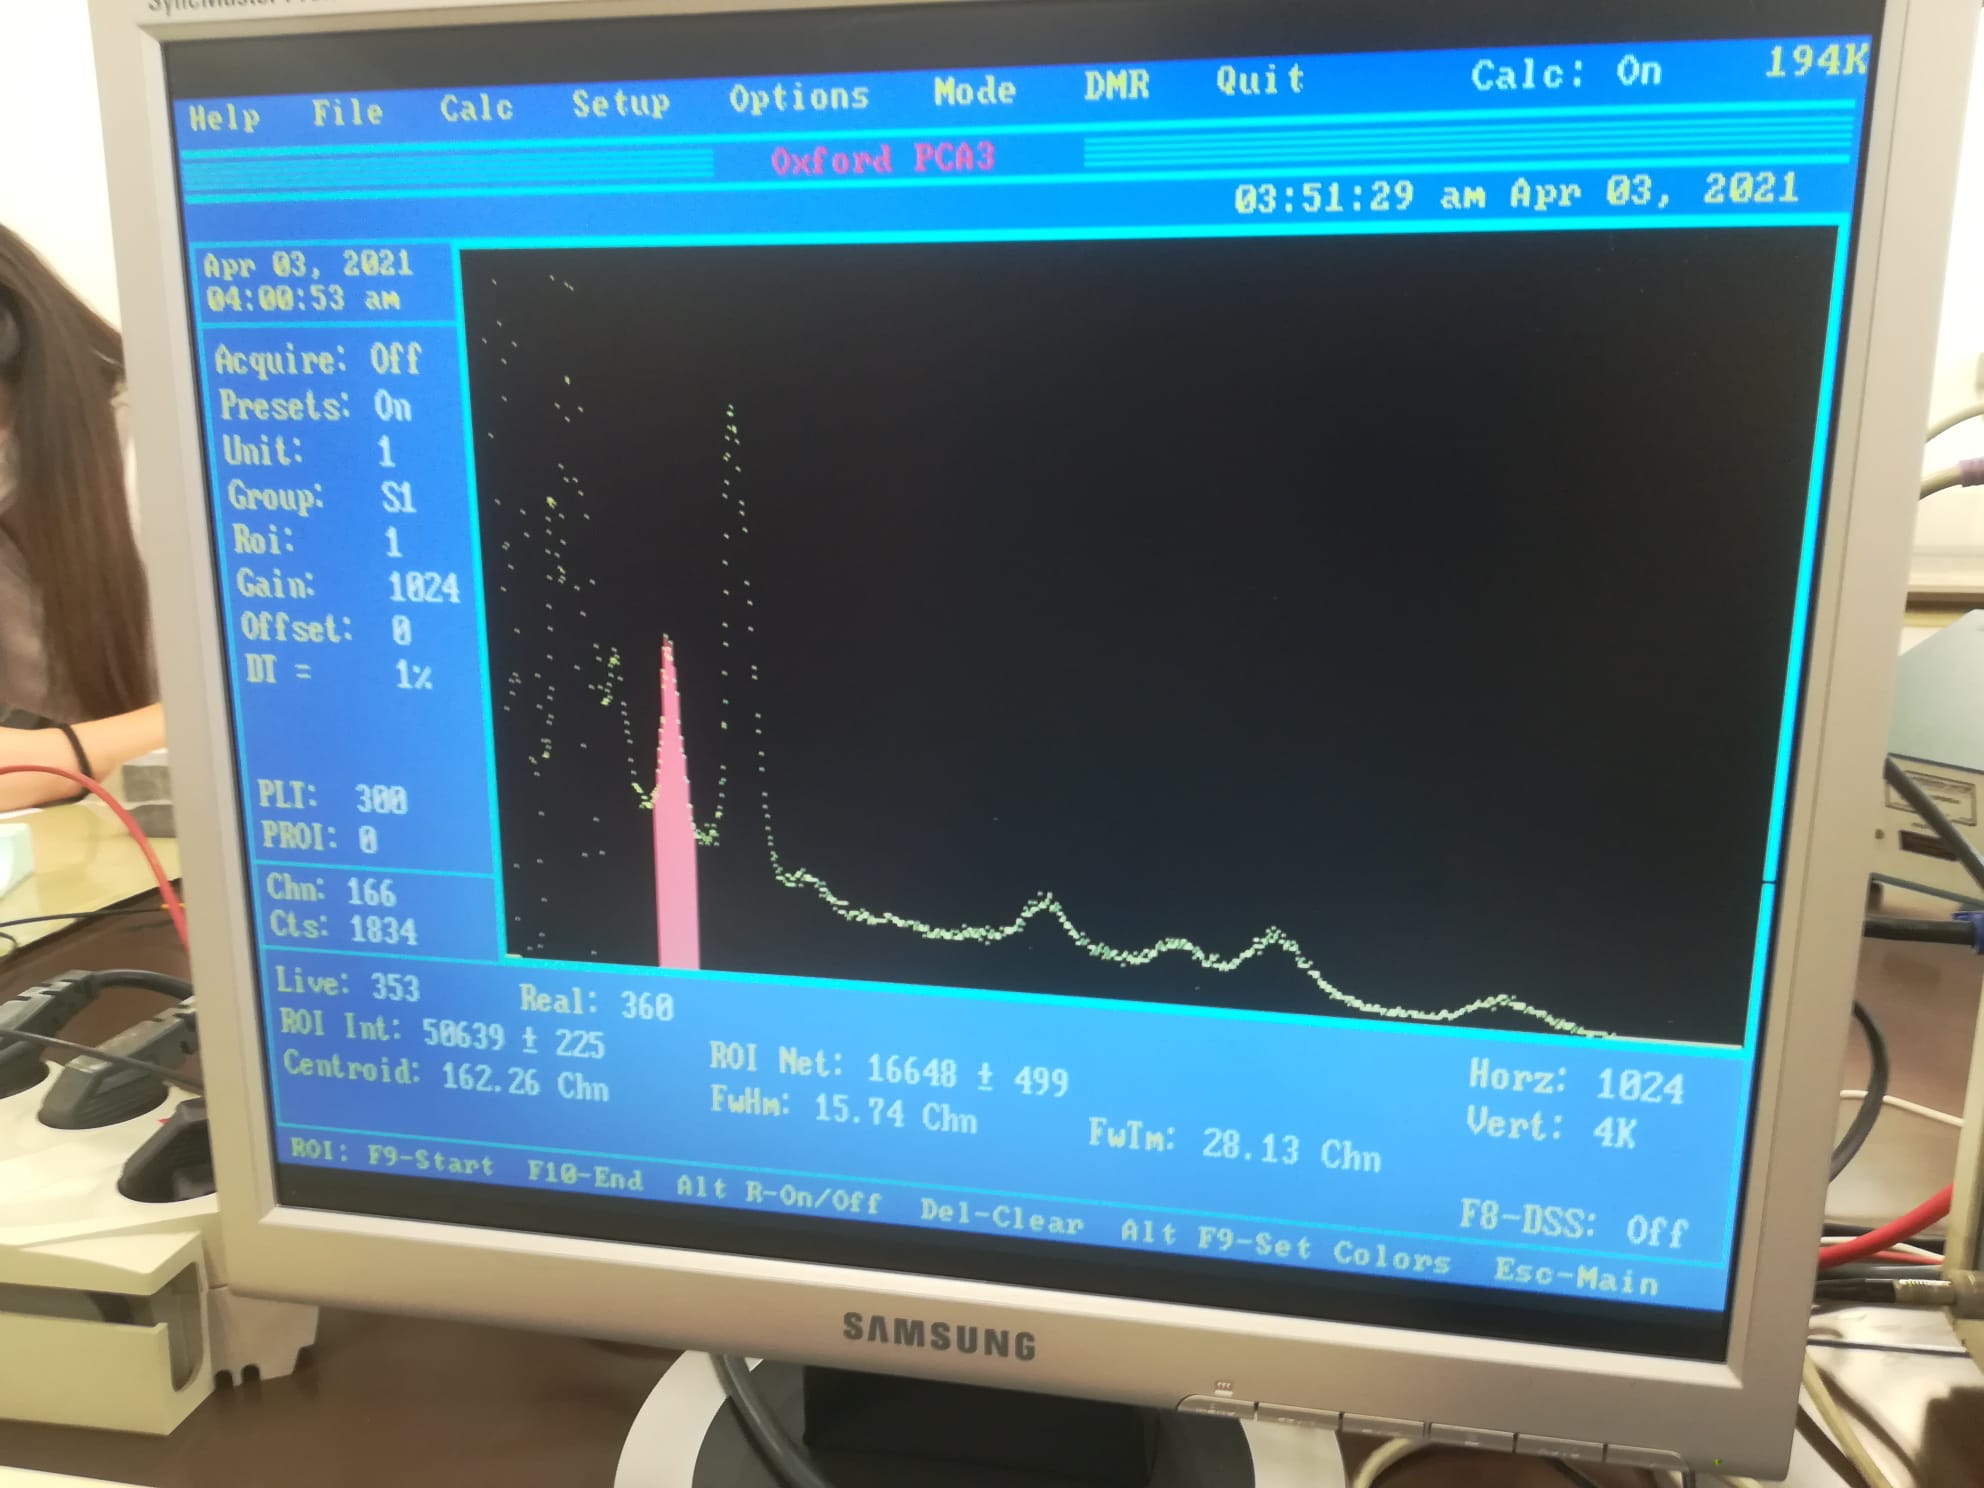 Help File Calc Setup Options Mode DMR Quit Calc: On 194K
Oxford PCA3
03:51:29 am Apr 03, 2021
Apr 03, 2021
04:00:53 am
Acquire: Off
Presets: On
Unit: 1
Group: S1
Roi: 1
Gain: 1024
Offset: 0
DT = 1%
PLT: 300
PROI: 0
Chn: 166
Cts: 1834
Live: 353 Real: 360
ROI Int: 50639 ± 225 ROI Net: 16648 ± 499 Horz: 1024
Centroid: 162.26 Chn FwHm: 15.74 Chn FwTm: 28.13 Chn Vert: 4K
F8-DSS: Off
ROI: F9-Start F10-End Alt R-On/Off Del-Clear Alt F9-Set Colors Esc-Main
SAMSUNG